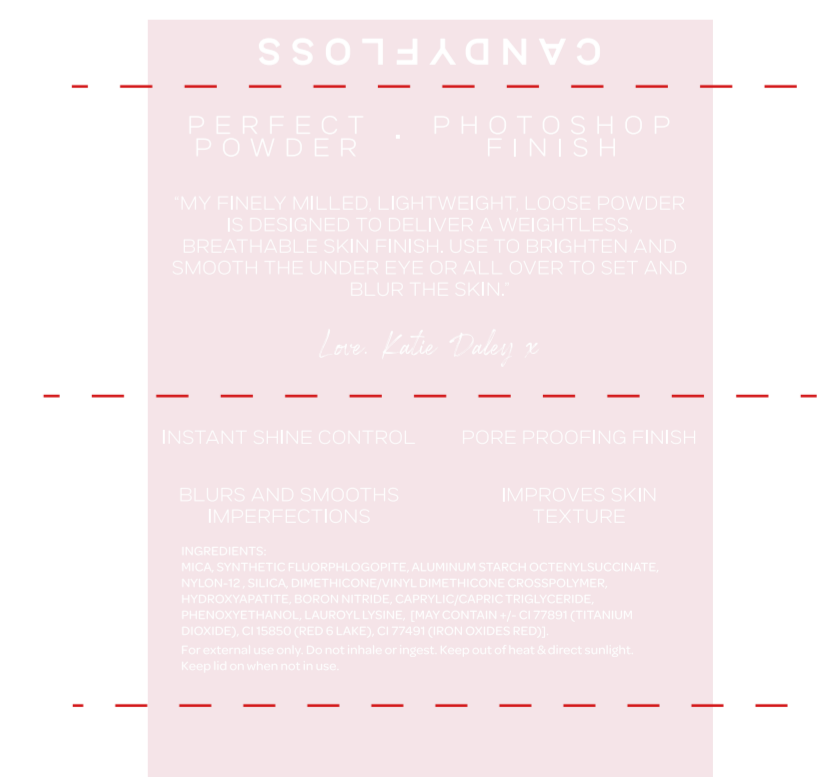 CANDYFLOSS
PERFECT POWDER . PHOTOSHOP FINISH
"MY FINELY MILLED, LIGHTWEIGHT, LOOSE POWDER
IS DESIGNED TO DELIVER A WEIGHTLESS,
BREATHABLE SKIN FINISH. USE TO BRIGHTEN AND
SMOOTH THE UNDER EYE OR ALL OVER TO SET AND
BLUR THE SKIN."
Love, Katie Daley x
INSTANT SHINE CONTROL
PORE PROOFING FINISH
BLURS AND SMOOTHS
IMPERFECTIONS
IMPROVES SKIN
TEXTURE
INGREDIENTS:
MICA, SYNTHETIC FLUORPHLOGOPITE, ALUMINUM STARCH OCTENYLSUCCINATE,
NYLON-12 , SILICA, DIMETHICONE/VINYL DIMETHICONE CROSSPOLYMER,
HYDROXYAPATITE, BORON NITRIDE, CAPRYLIC/CAPRIC TRIGLYCERIDE,
PHENOXYETHANOL, LAUROYL LYSINE, [MAY CONTAIN +/- CI 77891 (TITANIUM
DIOXIDE), CI 15850 (RED 6 LAKE), CI 77491 (IRON OXIDES RED)].
For external use only. Do not inhale or ingest. Keep out of heat & direct sunlight.
Keep lid on when not in use.